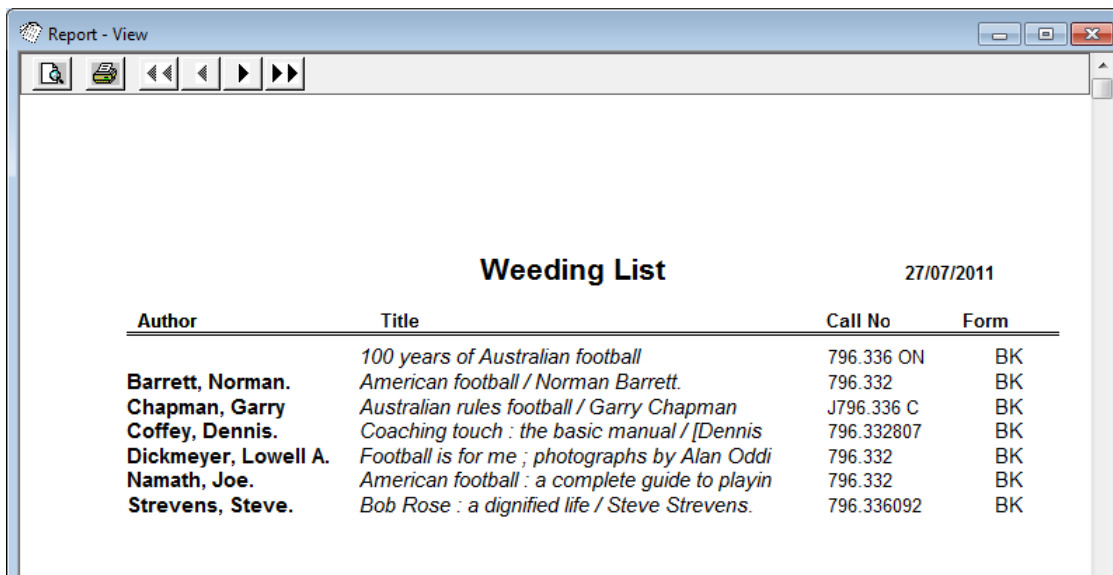 Report - View
Weeding List 27/07/2011
Author Title Call No Form
100 years of Australian football 796.336 ON BK
Barrett, Norman. American football / Norman Barrett. 796.332 BK
Chapman, Garry Australian rules football / Garry Chapman J796.336 C BK
Coffey, Dennis. Coaching touch : the basic manual / [Dennis 796.332807 BK
Dickmeyer, Lowell A. Football is for me ; photographs by Alan Oddi 796.332 BK
Namath, Joe. American football : a complete guide to playin 796.332 BK
Strevens, Steve. Bob Rose : a dignified life / Steve Strevens. 796.336092 BK